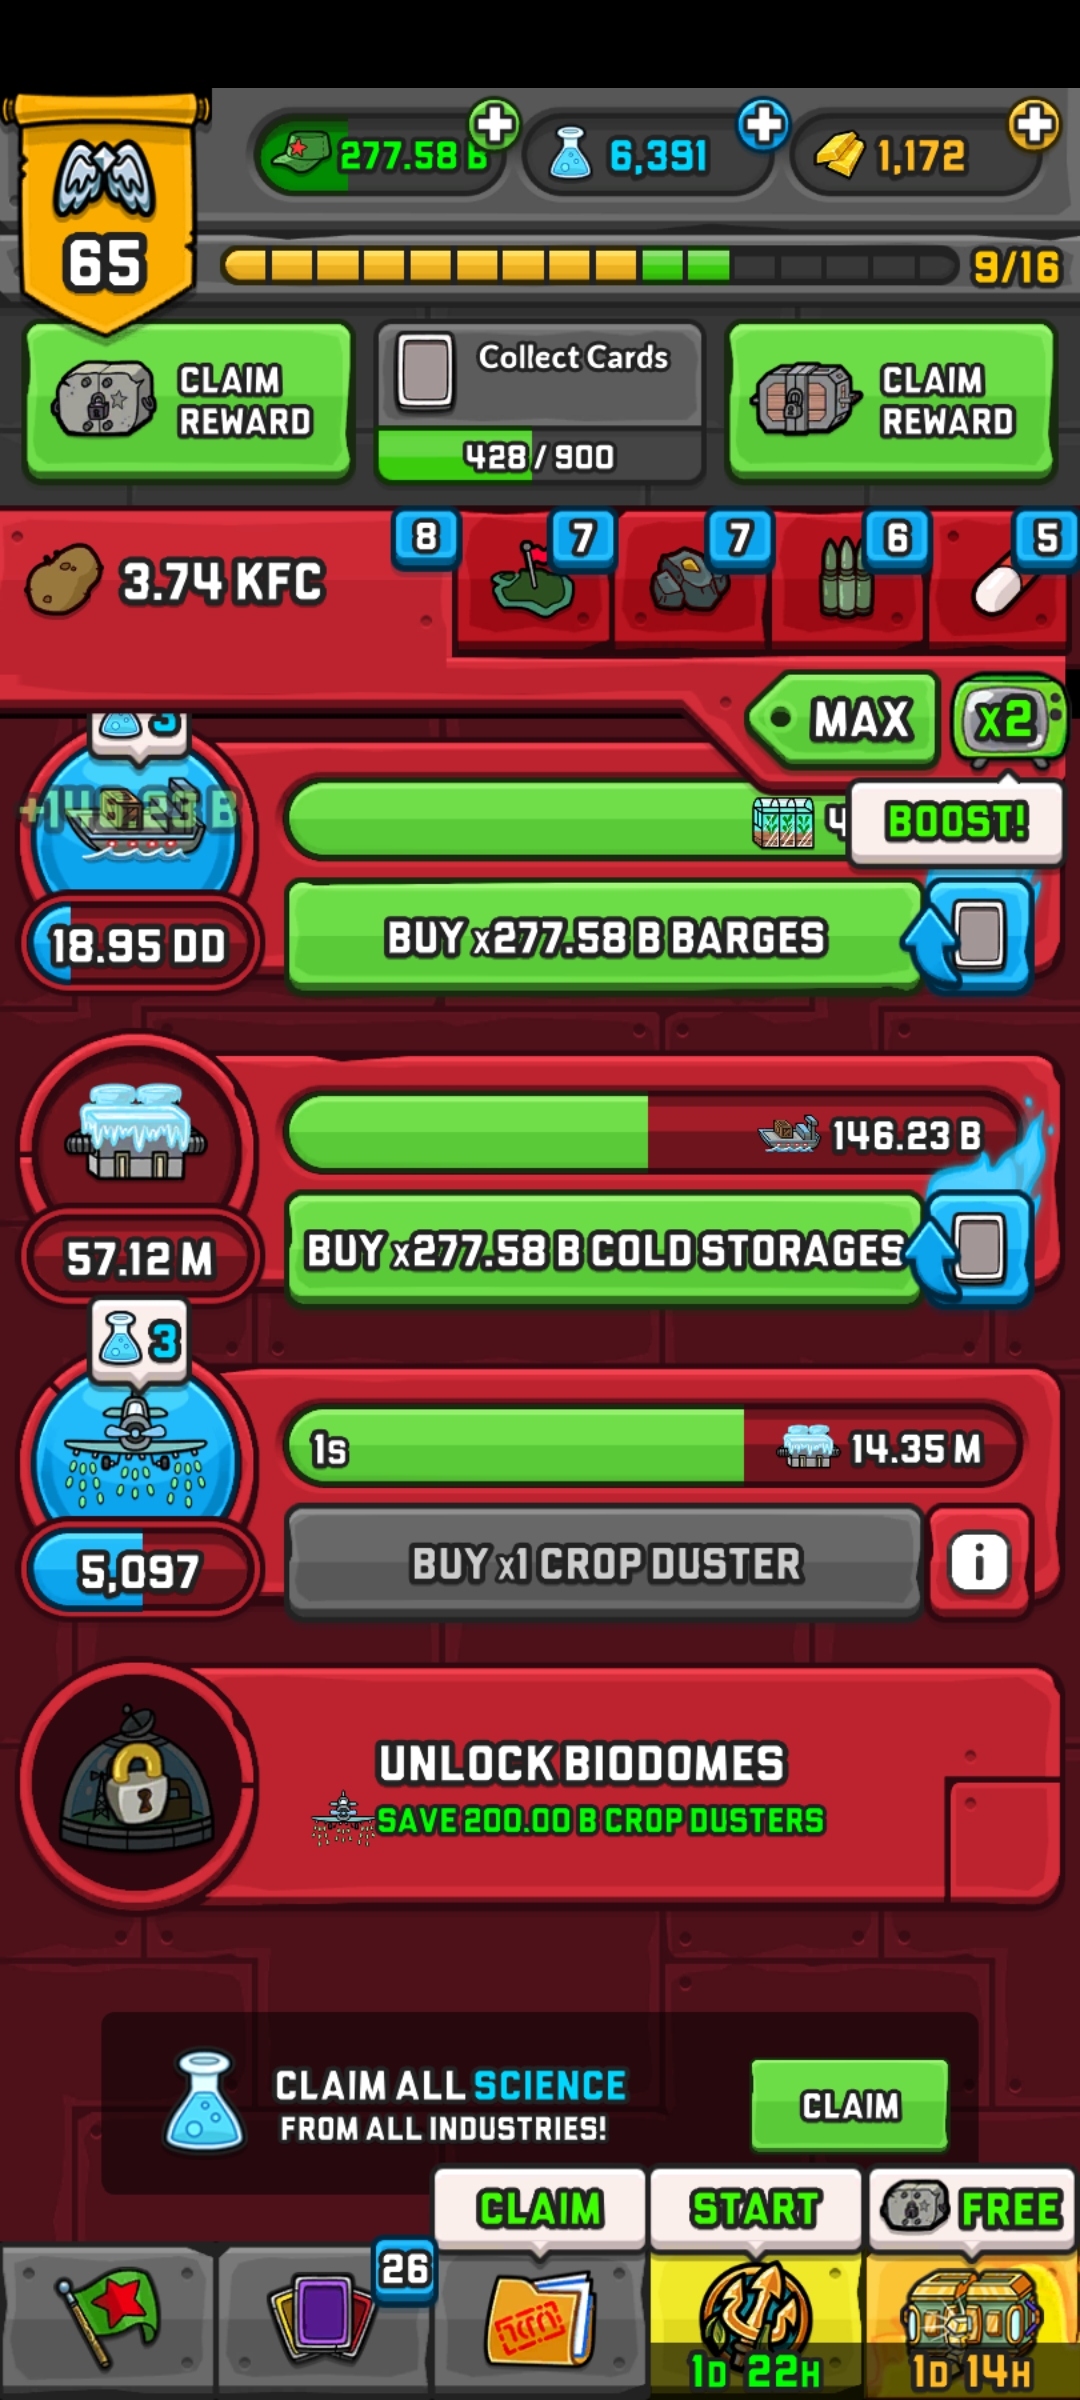 277.58 B
6,391
1,172
65
9/16
CLAIM
REWARD
Collect Cards
428 / 900
CLAIM
REWARD
3.74 KFC
8
7
7
6
5
MAX
x2
BOOST!
3
+146.23 B
4
18.95 DD
BUY x277.58 B BARGES
146.23 B
57.12 M
BUY x277.58 B COLD STORAGES
3
1s
14.35 M
5,097
BUY x1 CROP DUSTER
i
UNLOCK BIODOMES
SAVE 200.00 B CROP DUSTERS
CLAIM ALL SCIENCE
FROM ALL INDUSTRIES!
CLAIM
CLAIM
START
FREE
26
1D 22H
1D 14H